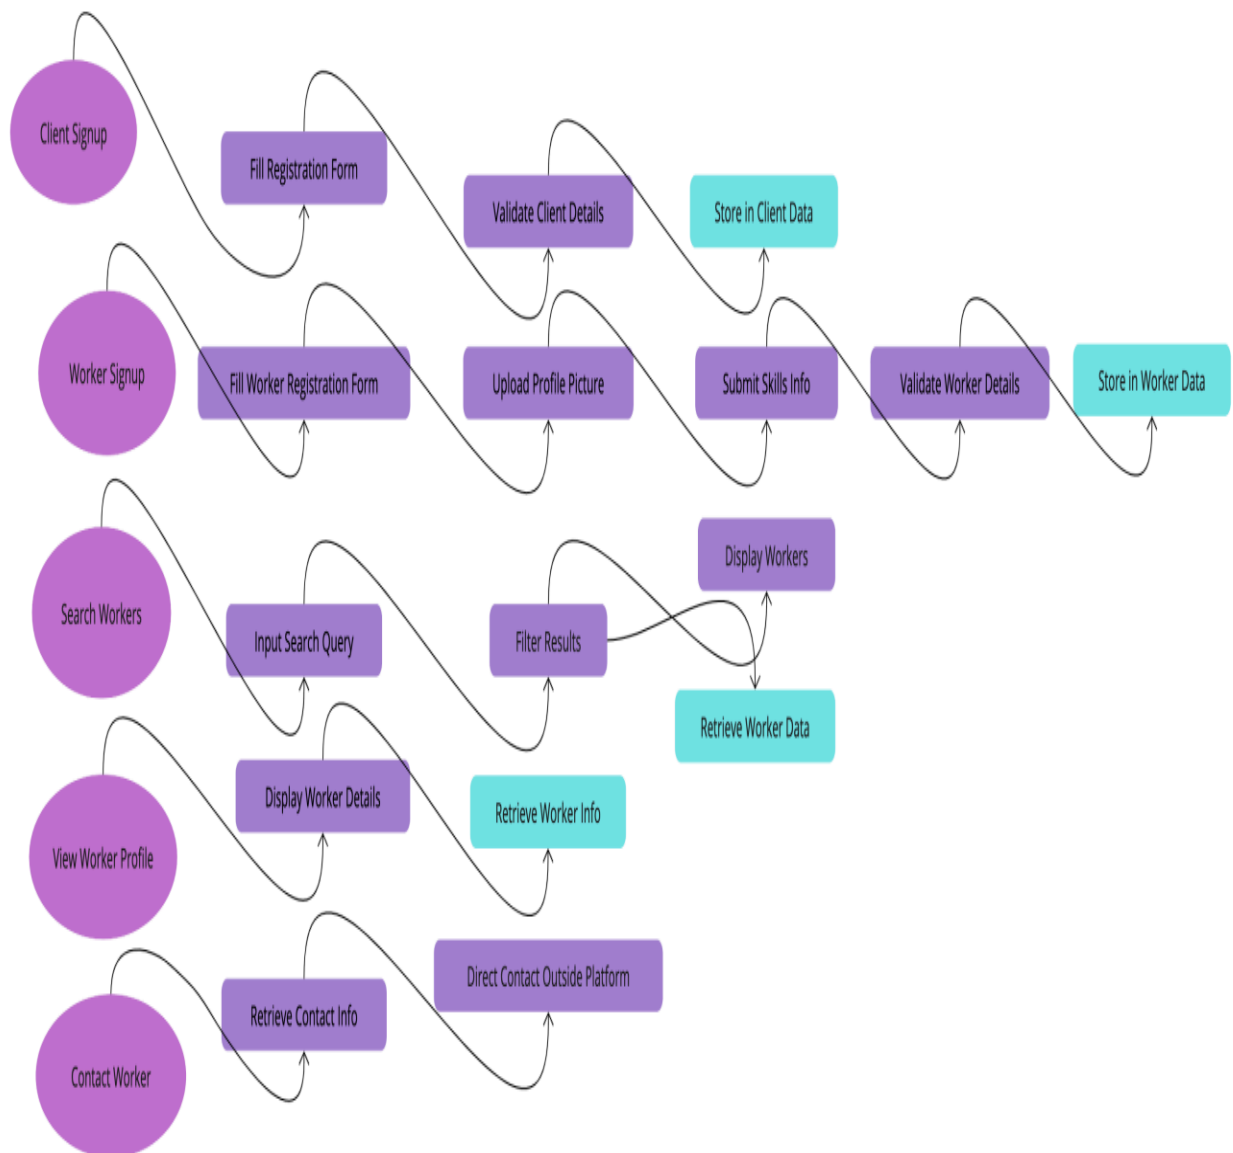 Client Signup
Fill Registration Form
Validate Client Details
Store in Client Data
Worker Signup
Fill Worker Registration Form
Upload Profile Picture
Submit Skills Info
Validate Worker Details
Store in Worker Data
Search Workers
Input Search Query
Filter Results
Display Workers
Retrieve Worker Data
View Worker Profile
Display Worker Details
Retrieve Worker Info
Contact Worker
Retrieve Contact Info
Direct Contact Outside Platform